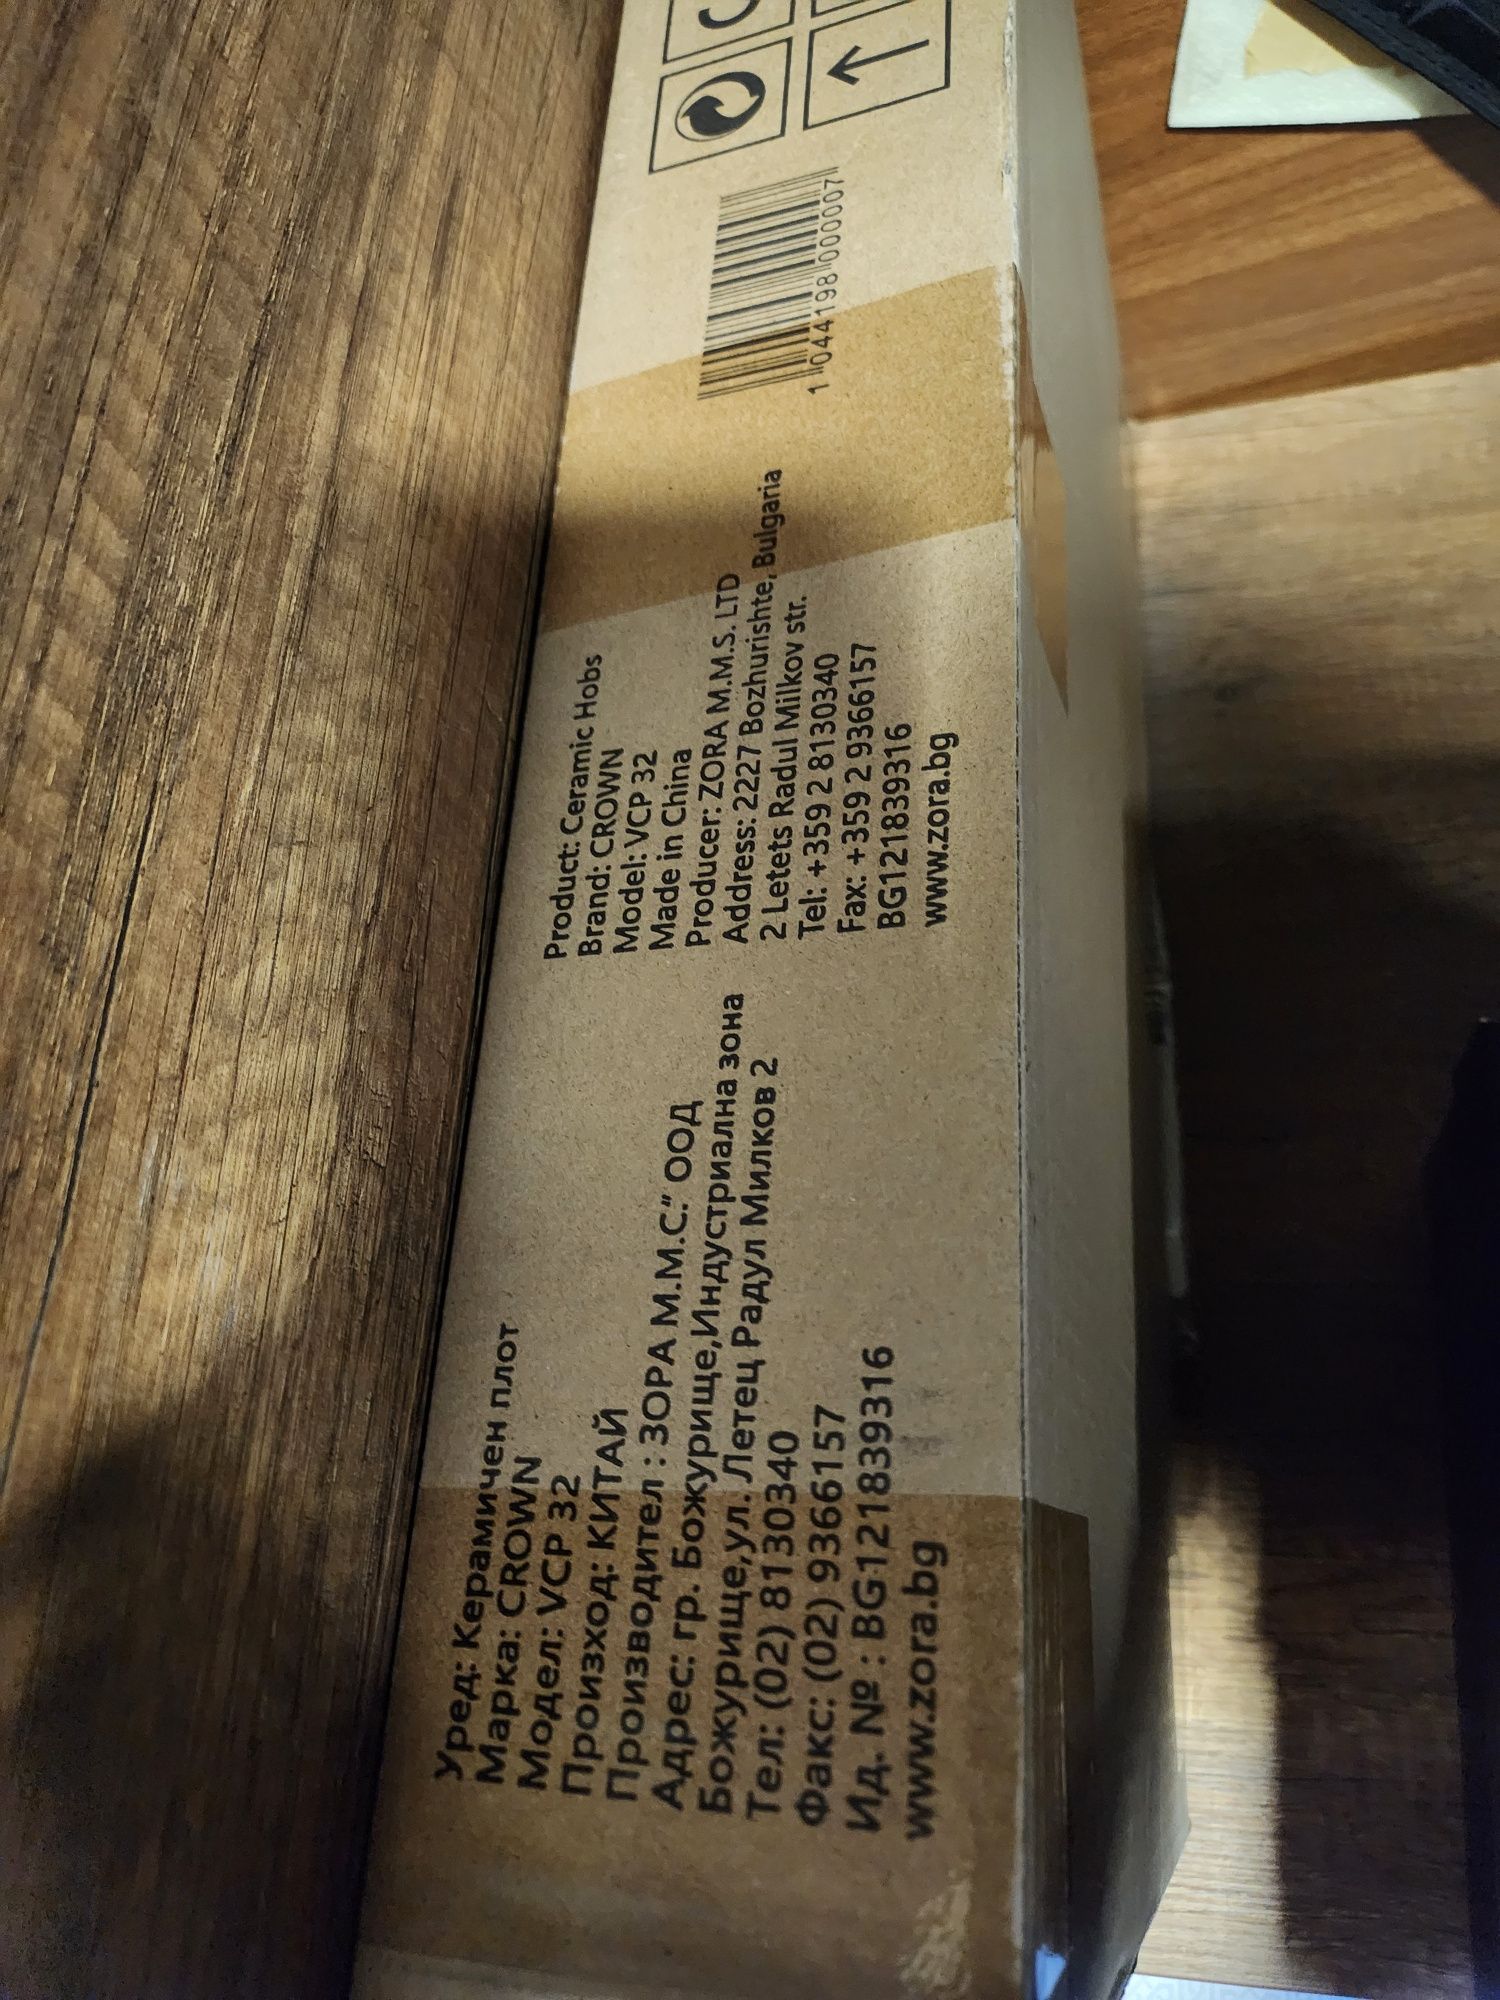 Уред: Керамичен плот
Марка: CROWN
Модел: VCP 32
Произход: КИТАЙ
Производител : ЗОРА М.М.С.” ООД
Адрес: гр. Божурище,Индустриална зона
Божурище,ул. Летец Радул Милков 2
Тел: (02) 8130340
Факс: (02) 9366157
Ид. № : BG121839316
www.zora.bg
Product: Ceramic Hobs
Brand: CROWN
Model: VCP 32
Made in China
Producer: ZORA M.M.S. LTD
Address: 2227 Bozhurishte, Bulgaria
2 Letets Radul Milkov str.
Tel: +359 2 8130340
Fax: +359 2 9366157
BG121839316
www.zora.bg
1 044198 000007